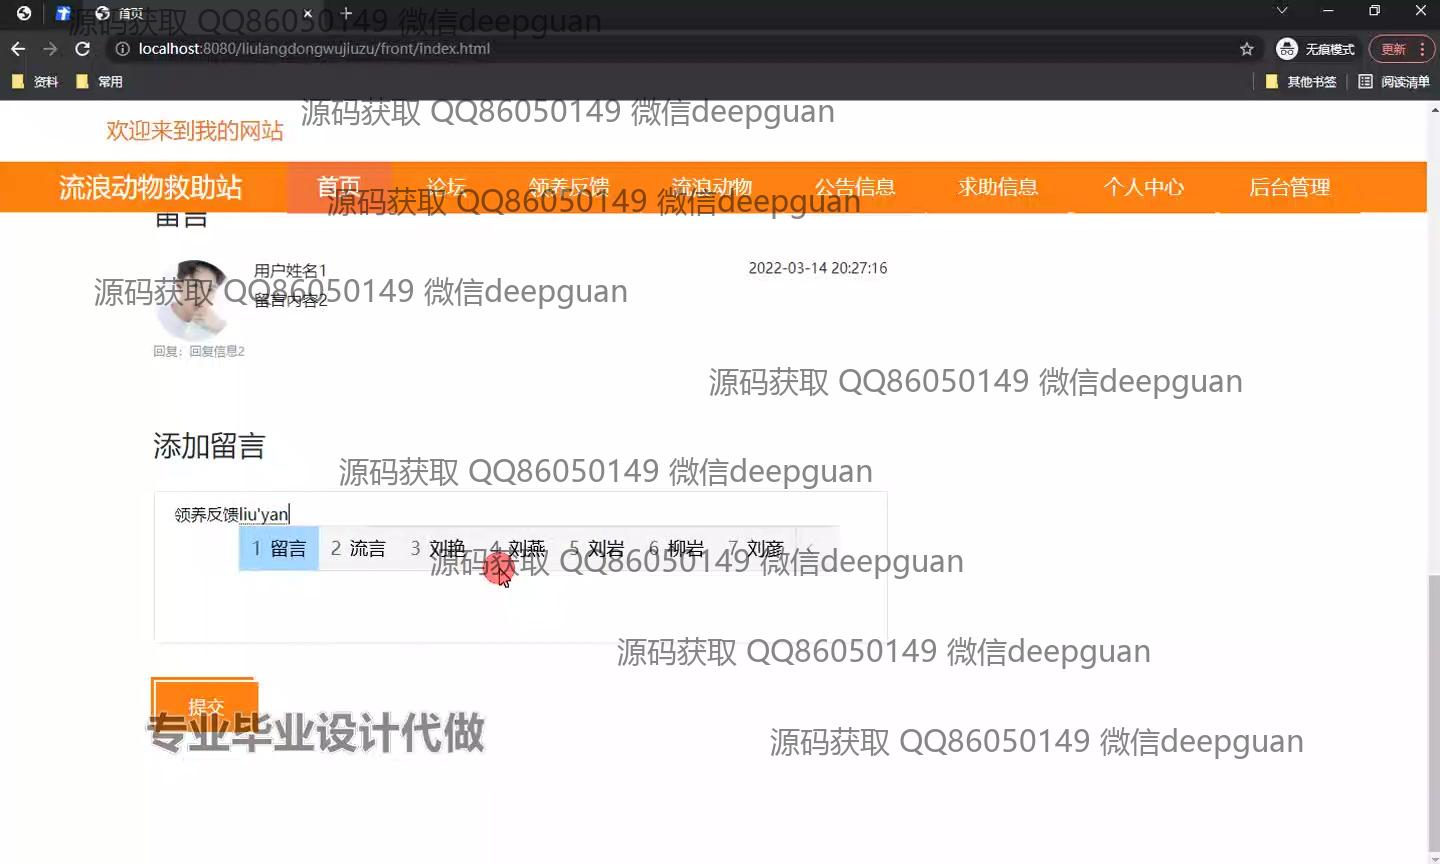 首页
源码获取 QQ86050149 微信deepguan
localhost:8080/liulangdongwujiuzu/front/index.html
无痕模式
更新
资料
常用
其他书签
阅读清单
源码获取 QQ86050149 微信deepguan
欢迎来到我的网站
流浪动物救助站
首页
论坛
领养反馈
流浪动物
公告信息
求助信息
个人中心
后台管理
源码获取 QQ86050149 微信deepguan
留言
用户姓名1
2022-03-14 20:27:16
源码获取 QQ86050149 微信deepguan
留言内容2
回复：回复信息2
源码获取 QQ86050149 微信deepguan
添加留言
源码获取 QQ86050149 微信deepguan
领养反馈liu'yan
1 留言 2 流言 3 刘艳 4 刘燕 5 刘岩 6 柳岩 7 刘彦
源码获取 QQ86050149 微信deepguan
源码获取 QQ86050149 微信deepguan
提交
专业毕业设计代做
源码获取 QQ86050149 微信deepguan